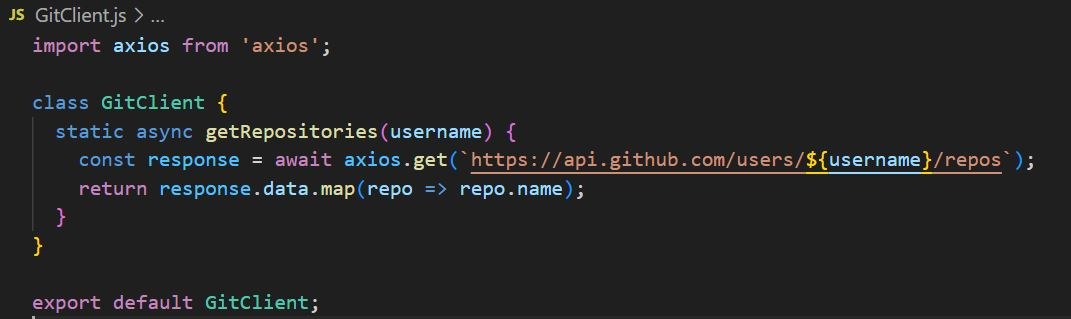 JS GitClient.js > ...
import axios from 'axios';
class GitClient {
static async getRepositories(username) {
const response = await axios.get(`https://api.github.com/users/${username}/repos`);
return response.data.map(repo => repo.name);
}
}
export default GitClient;